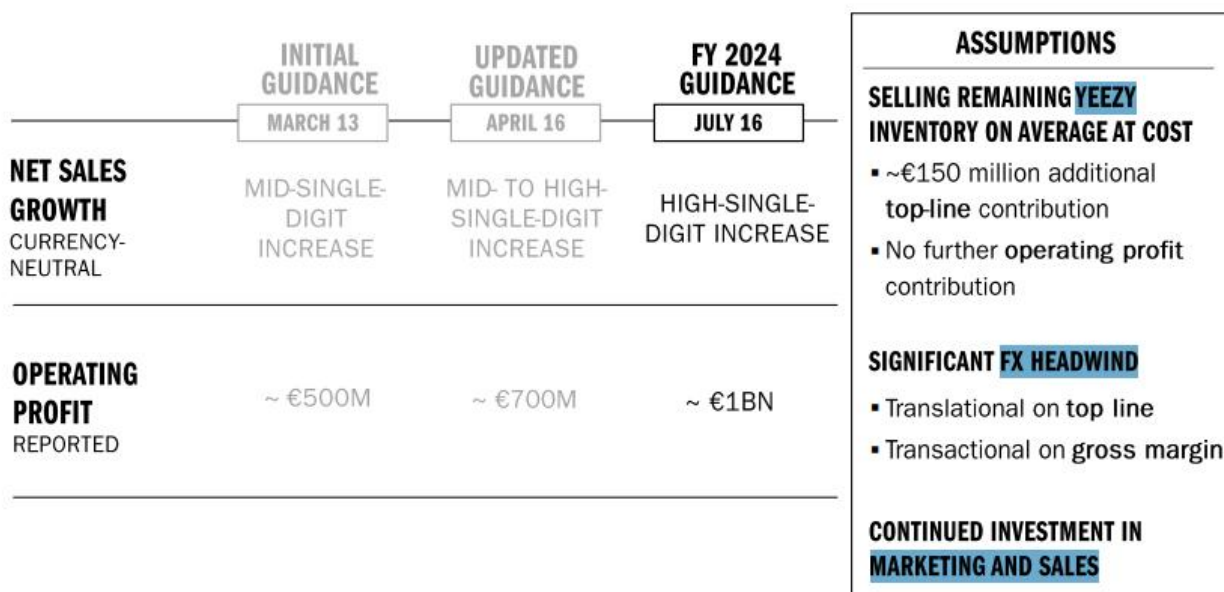 INITIAL
GUIDANCE
MARCH 13
UPDATED
GUIDANCE
APRIL 16
FY 2024
GUIDANCE
JULY 16
NET SALES
GROWTH
CURRENCY-
NEUTRAL
MID-SINGLE-
DIGIT
INCREASE
MID- TO HIGH-
SINGLE-DIGIT
INCREASE
HIGH-SINGLE-
DIGIT INCREASE
OPERATING
PROFIT
REPORTED
~ €500M
~ €700M
~ €1BN
ASSUMPTIONS
SELLING REMAINING YEEZY
INVENTORY ON AVERAGE AT COST
▪ ~€150 million additional
top-line contribution
▪ No further operating profit
contribution
SIGNIFICANT FX HEADWIND
▪ Translational on top line
▪ Transactional on gross margin
CONTINUED INVESTMENT IN
MARKETING AND SALES